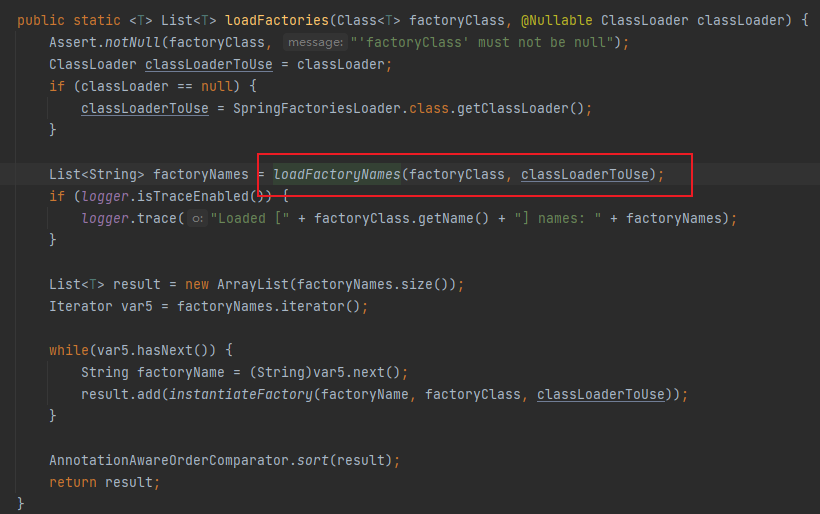 public static <T> List<T> loadFactories(Class<T> factoryClass, @Nullable ClassLoader classLoader) {
    Assert.notNull(factoryClass, message: "'factoryClass' must not be null");
    ClassLoader classLoaderToUse = classLoader;
    if (classLoader == null) {
        classLoaderToUse = SpringFactoriesLoader.class.getClassLoader();
    }

    List<String> factoryNames = loadFactoryNames(factoryClass, classLoaderToUse);
    if (logger.isTraceEnabled()) {
        logger.trace( o: "Loaded [" + factoryClass.getName() + "] names: " + factoryNames);
    }

    List<T> result = new ArrayList(factoryNames.size());
    Iterator var5 = factoryNames.iterator();

    while(var5.hasNext()) {
        String factoryName = (String)var5.next();
        result.add(instantiateFactory(factoryName, factoryClass, classLoaderToUse));
    }

    AnnotationAwareOrderComparator.sort(result);
    return result;
}